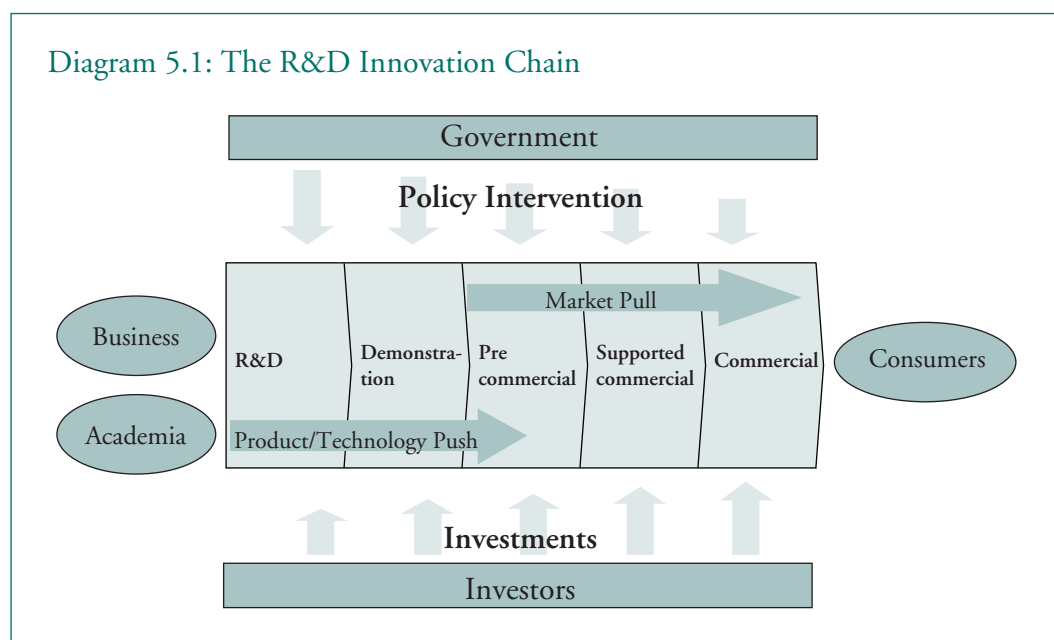 Diagram 5.1: The R&D Innovation Chain
Government
Policy Intervention
Market Pull
Business
R&D
Demonstra-
tion
Pre
commercial
Supported
commercial
Commercial
Consumers
Academia
Product/Technology Push
Investments
Investors